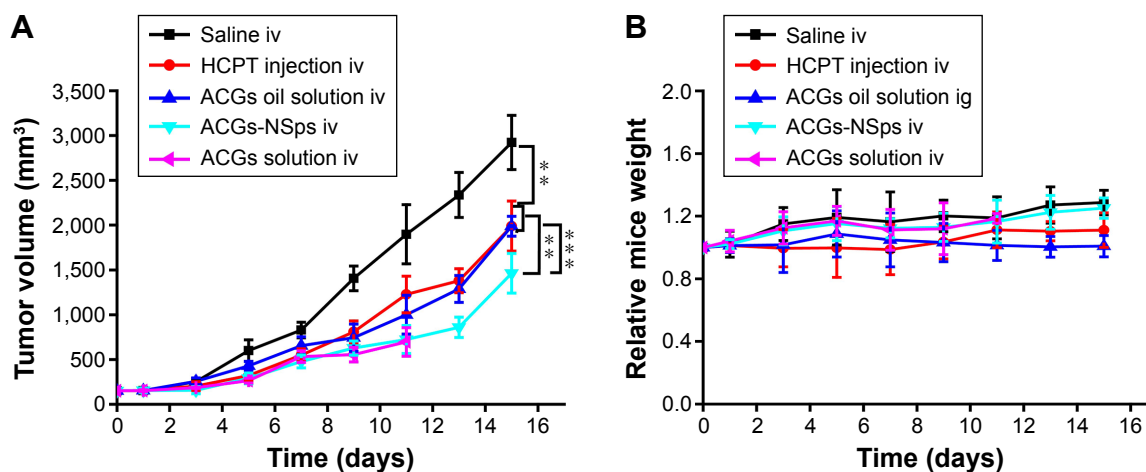 A
Saline iv
HCPT injection iv
ACGs oil solution iv
ACGs-NSps iv
ACGs solution iv
3,500
3,000
2,500
2,000
1,500
1,000
500
0
Tumor volume (mm³)
0 2 4 6 8 10 12 14 16
Time (days)
**
**
***
B
Saline iv
HCPT injection iv
ACGs oil solution ig
ACGs-NSps iv
ACGs solution iv
2.0
1.6
1.2
0.8
0.4
0.0
Relative mice weight
0 2 4 6 8 10 12 14 16
Time (days)